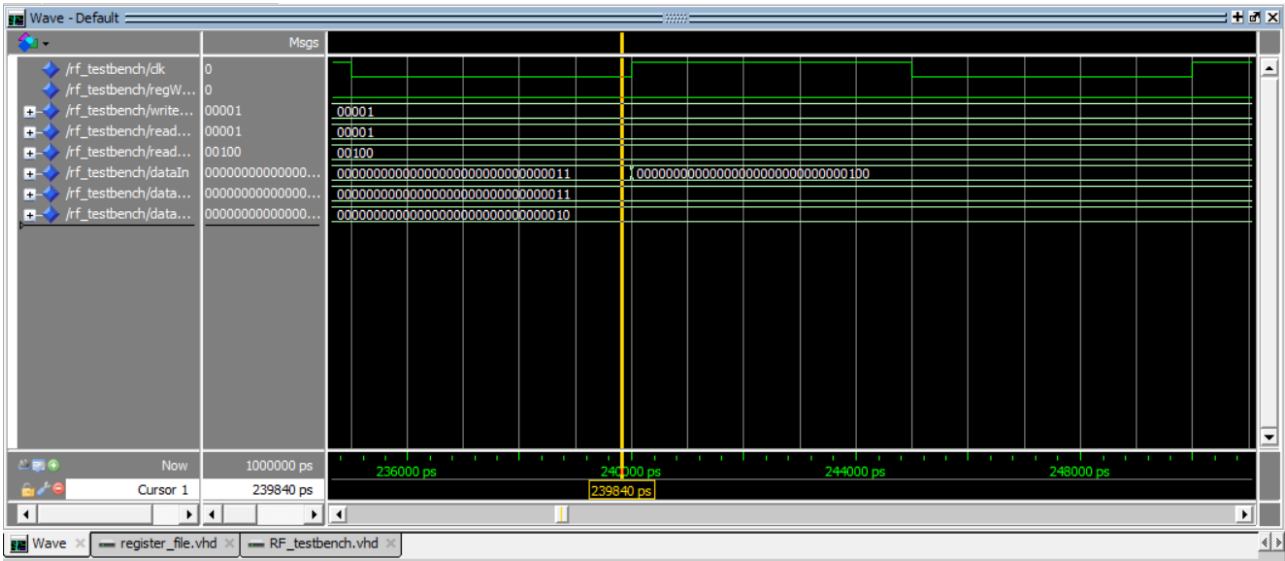 Wave - Default
Msgs
/rf_testbench/clk 0
/rf_testbench/regW... 0
/rf_testbench/write... 00001 00001
/rf_testbench/read... 00001 00001
/rf_testbench/read... 00100 00100
/rf_testbench/dataIn 00000000000000... 00000000000000000000000000000011 00000000000000000000000000000100
/rf_testbench/data... 00000000000000... 00000000000000000000000000000011
/rf_testbench/data... 00000000000000... 00000000000000000000000000000010
Now 1000000 ps 236000 ps 240000 ps 244000 ps 248000 ps
Cursor 1 239840 ps 239840 ps
Wave register_file.vhd RF_testbench.vhd